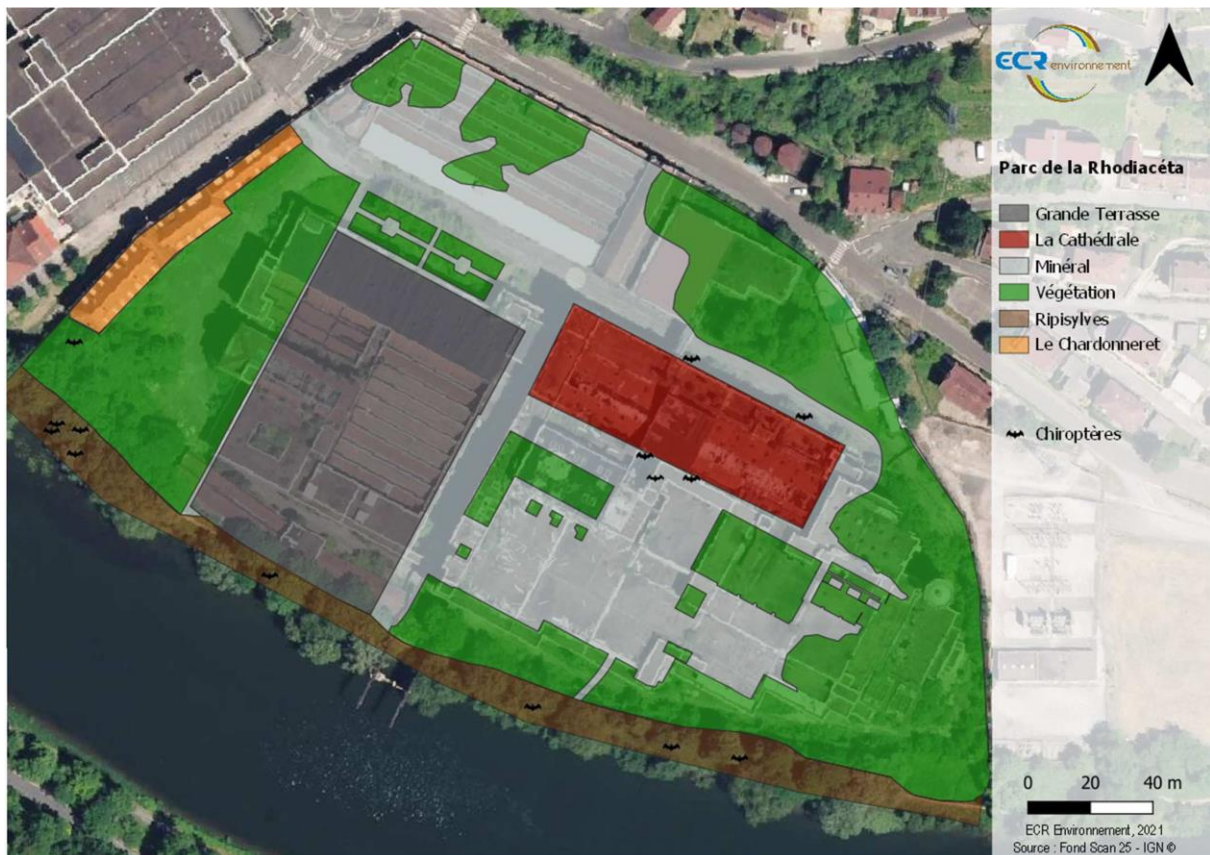 ECR environnement
Parc de la Rhodiacéta
Grande Terrasse
La Cathédrale
Minéral
Végétation
Ripisylves
Le Chardonneret
Chiroptères
0 20 40 m
ECR Environnement, 2021
Source : Fond Scan 25 - IGN ©